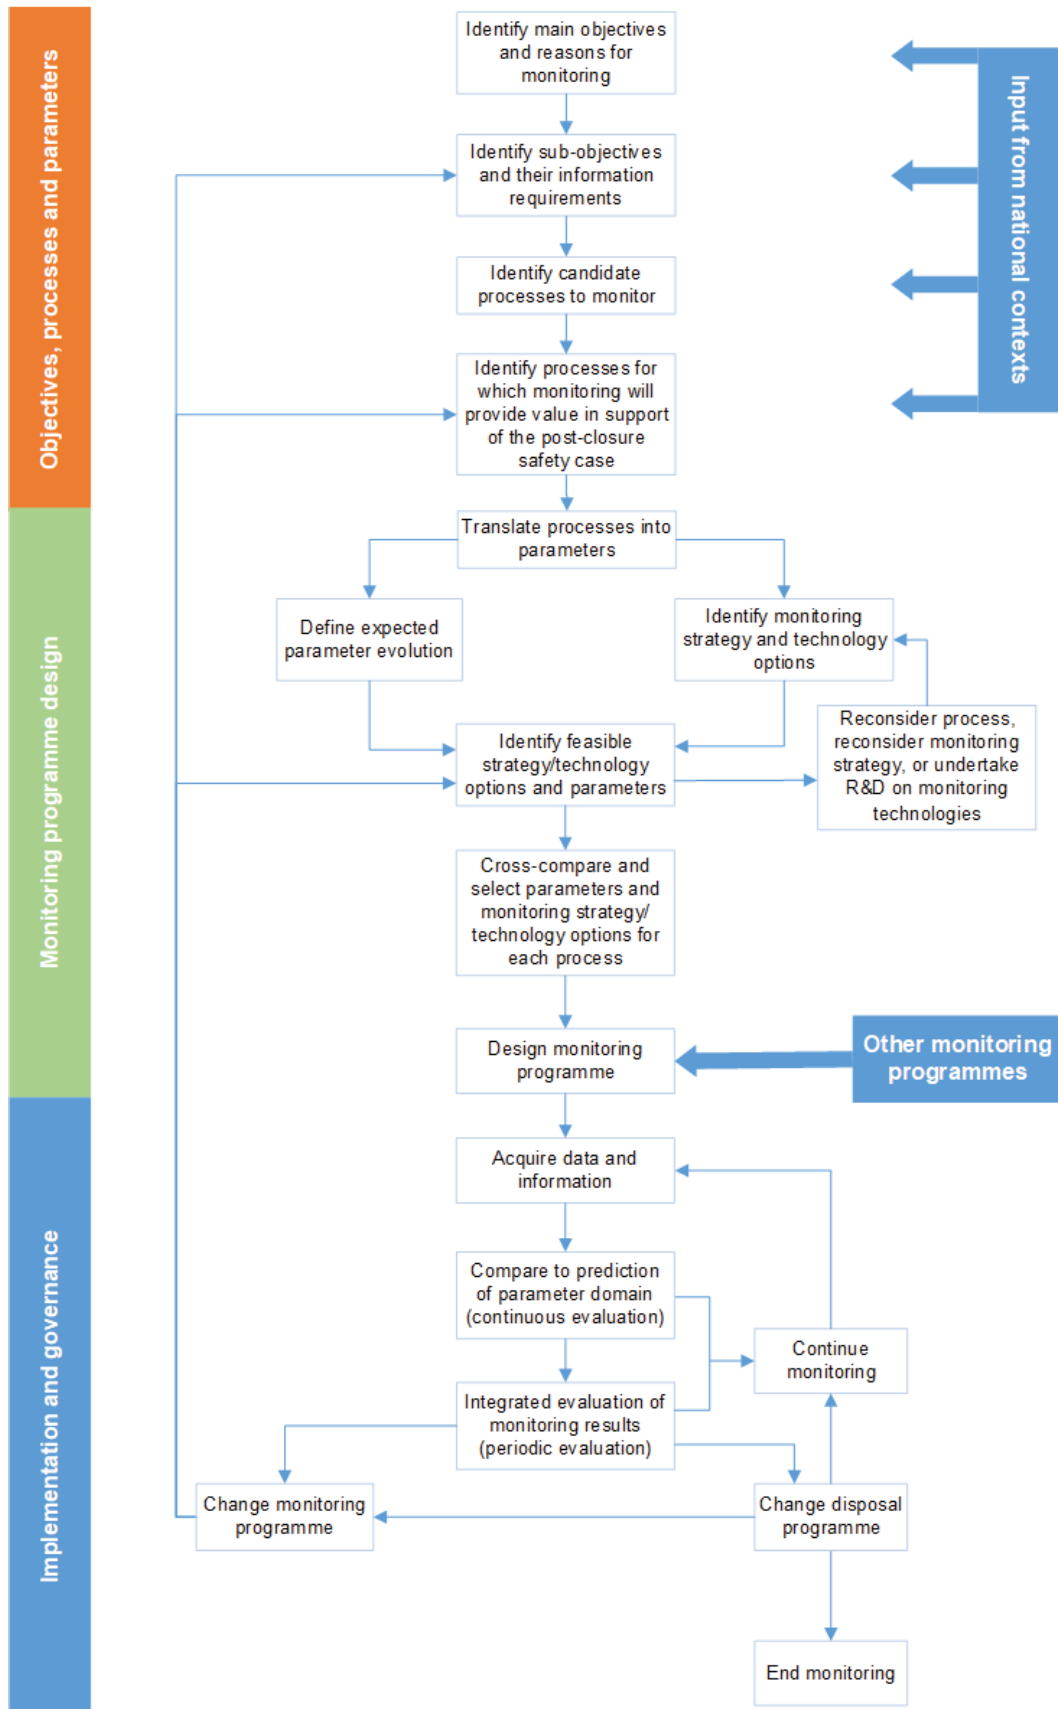 Objectives, processes and parameters
Monitoring programme design
Implementation and governance
Input from national contexts
Identify main objectives
and reasons for
monitoring
Identify sub-objectives
and their information
requirements
Identify candidate
processes to monitor
Identify processes for
which monitoring will
provide value in support
of the post-closure
safety case
Translate processes into
parameters
Define expected
parameter evolution
Identify monitoring
strategy and technology
options
Identify feasible
strategy/technology
options and parameters
Reconsider process,
reconsider monitoring
strategy, or undertake
R&D on monitoring
technologies
Cross-compare and
select parameters and
monitoring strategy/
technology options for
each process
Design monitoring
programme
Other monitoring
programmes
Acquire data and
information
Compare to prediction
of parameter domain
(continuous evaluation)
Continue
monitoring
Integrated evaluation of
monitoring results
(periodic evaluation)
Change monitoring
programme
Change disposal
programme
End monitoring